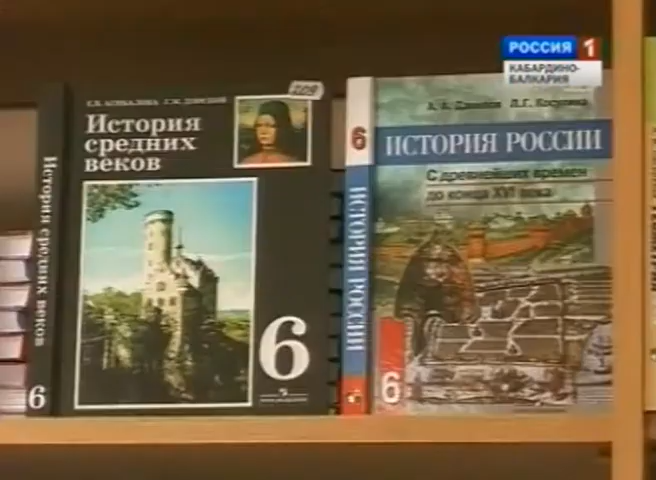 РОССИЯ 1
КАБАРДИНО-
БАЛКАРИЯ
История
средних
веков
6
История средних веков
6
А. А. Данилов Л. Г. Косулина
ИСТОРИЯ РОССИИ
С древнейших времен
до конца XVI века
6
6
ИСТОРИЯ РОССИИ